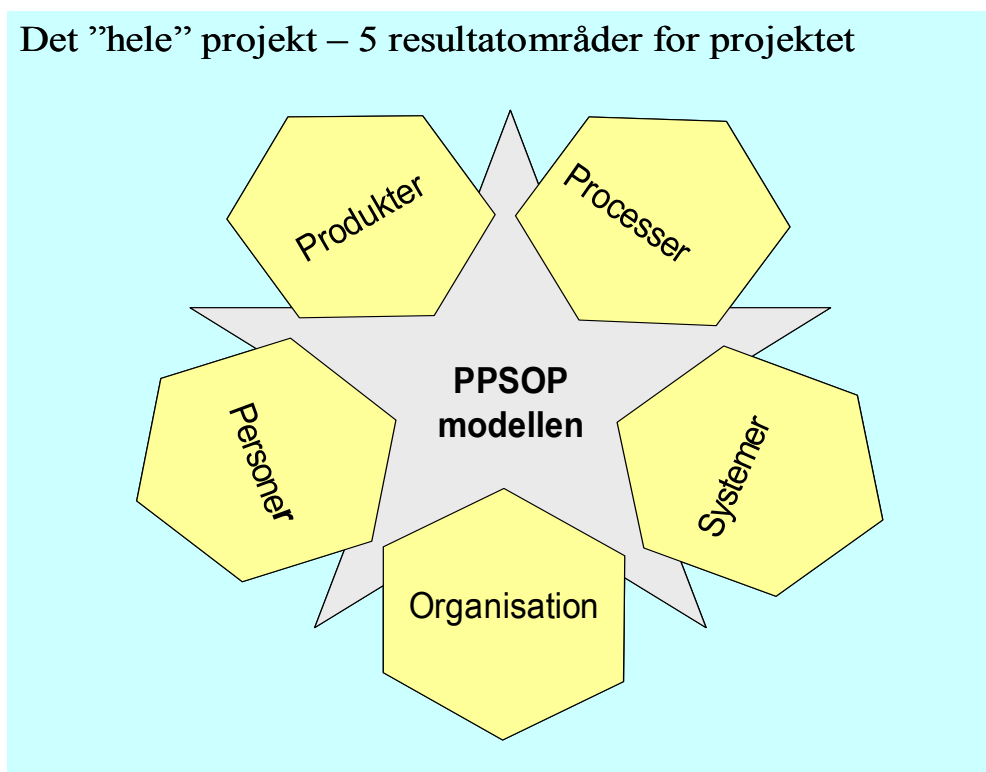 Det ”hele” projekt – 5 resultatområder for projektet
Produkter
Processer
PPSOP
modellen
Personer
Systemer
Organisation